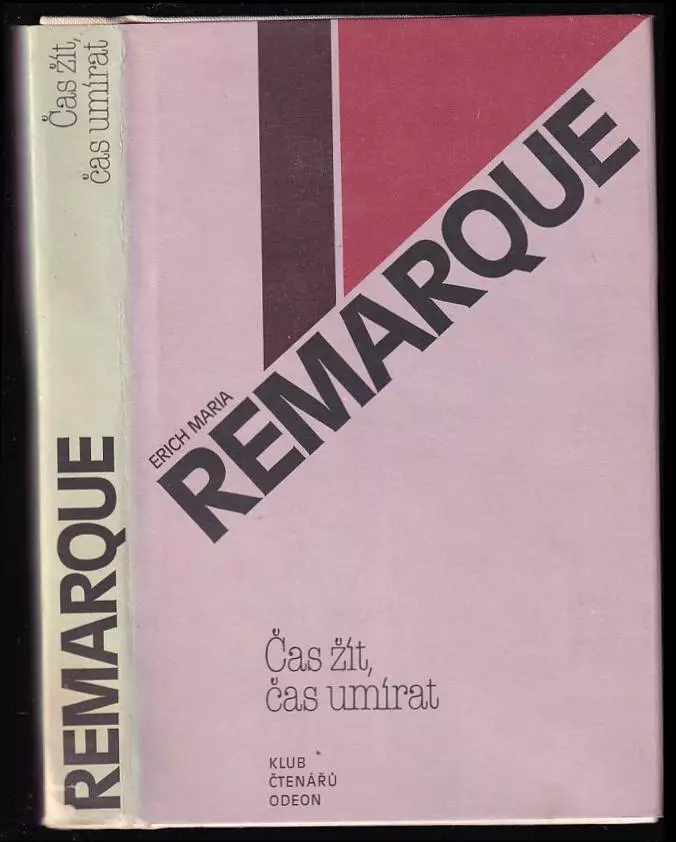 Čas žít,
čas umírat
REMARQUE
ERICH MARIA
REMARQUE
Čas žít,
čas umírat
KLUB
ČTENÁŘŮ
ODEON